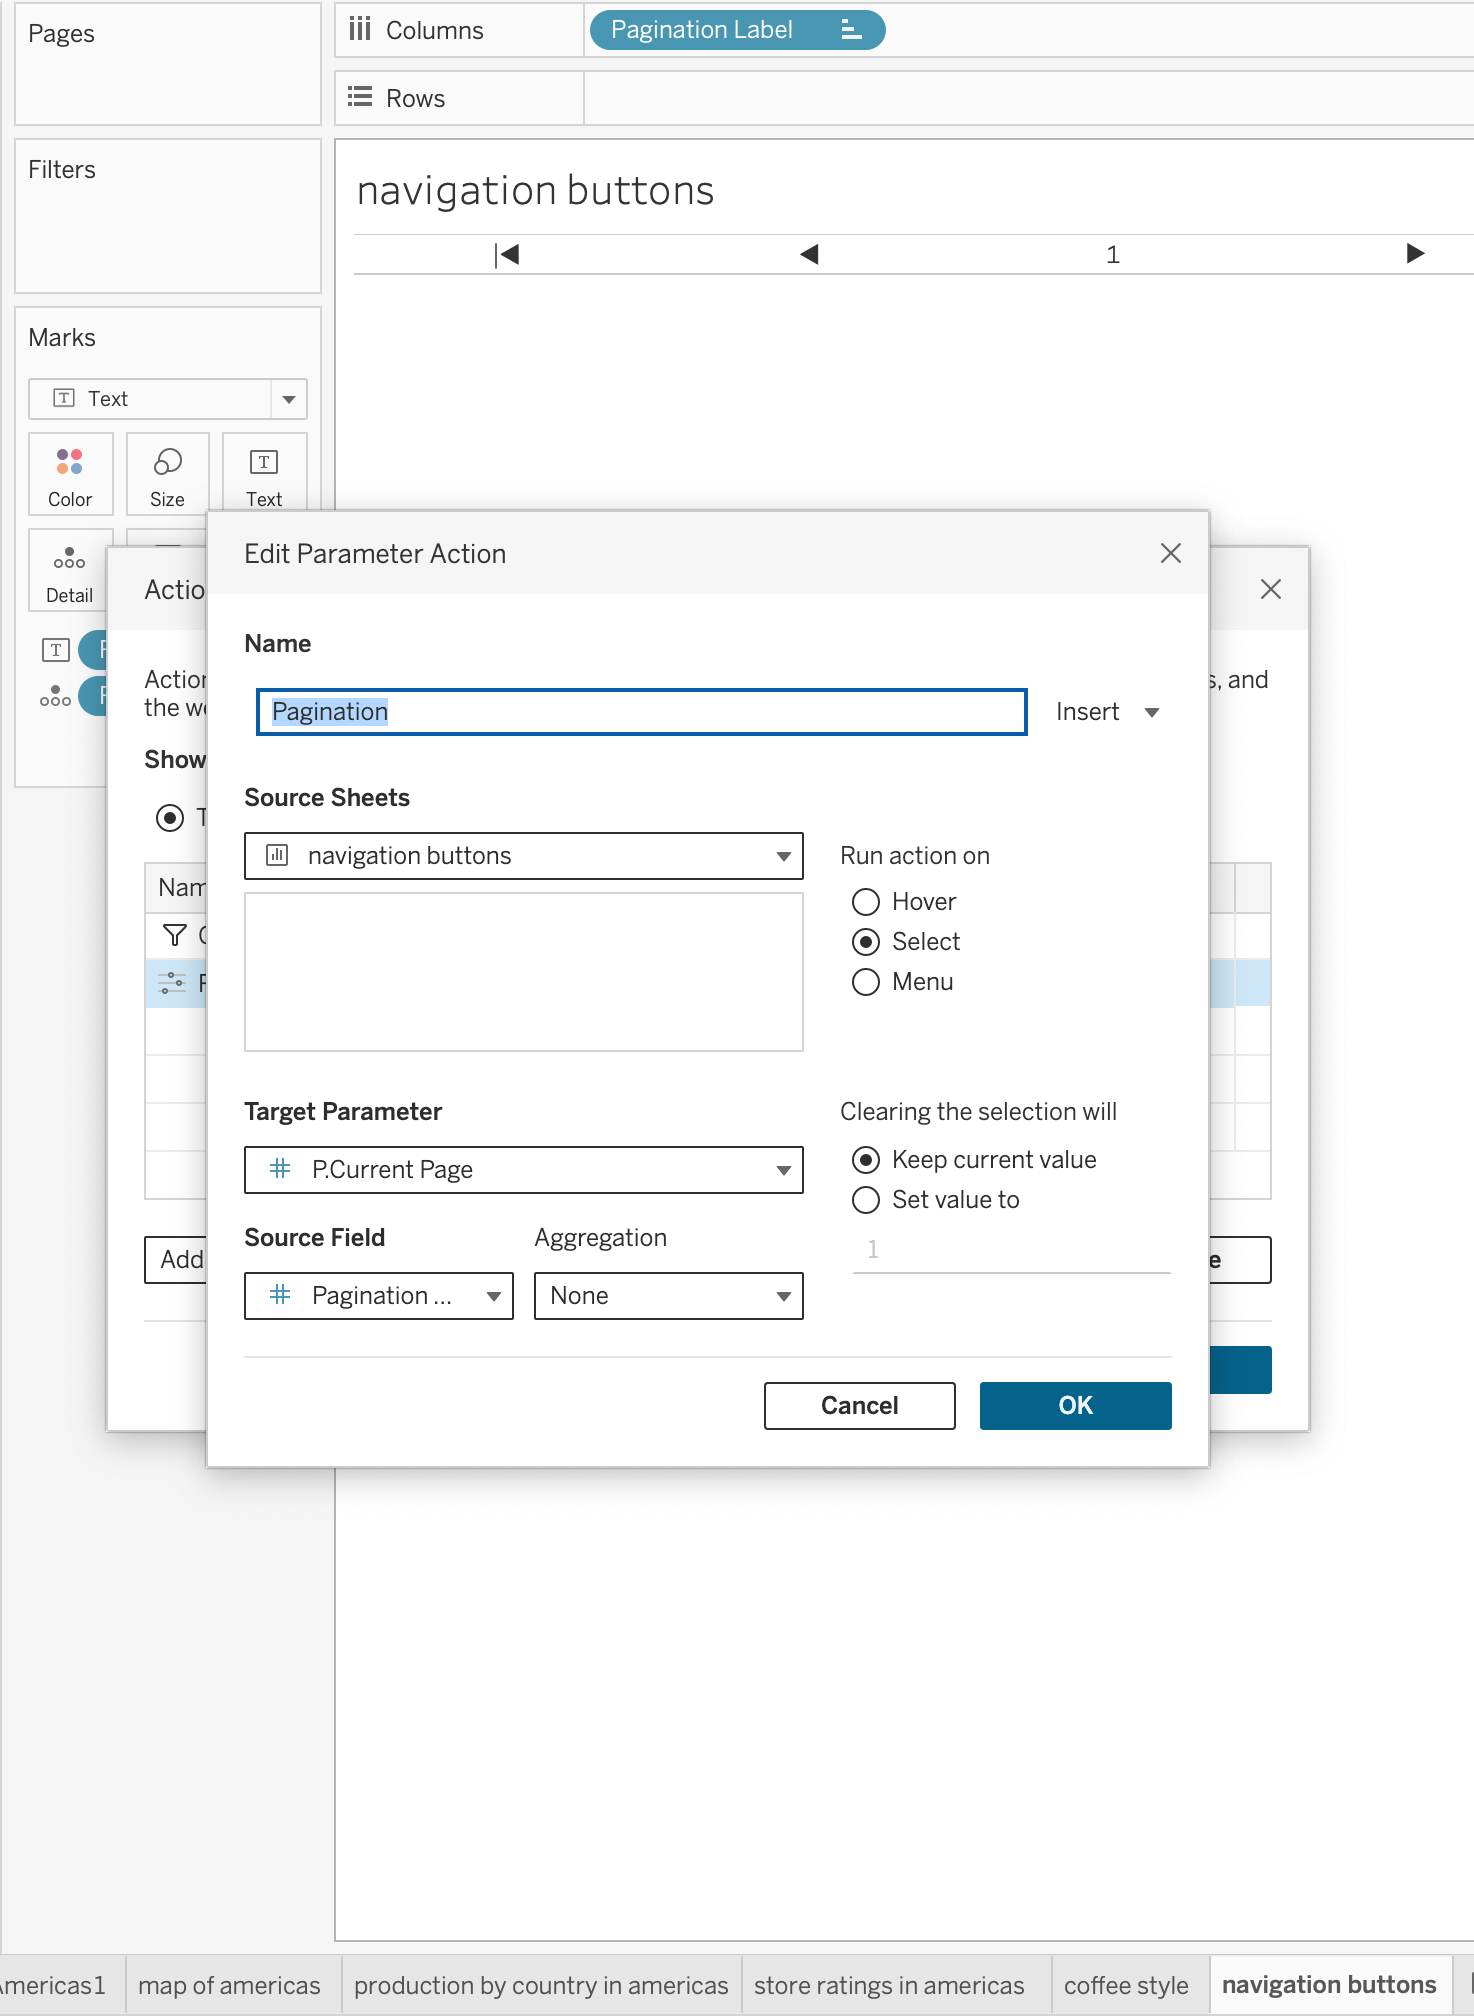 Pages
Columns
Pagination Label
Rows
Filters
navigation buttons
1
Marks
Text
Color
Size
Text
Detail
Edit Parameter Action
Name
Pagination
Insert
s, and
the
Show
Source Sheets
navigation buttons
Run action on
Hover
Select
Menu
Target Parameter
P.Current Page
Clearing the selection will
Keep current value
Set value to
1
Source Field
Aggregation
Pagination ...
None
Add
e
Cancel
OK
mericas1
map of americas
production by country in americas
store ratings in americas
coffee style
navigation buttons